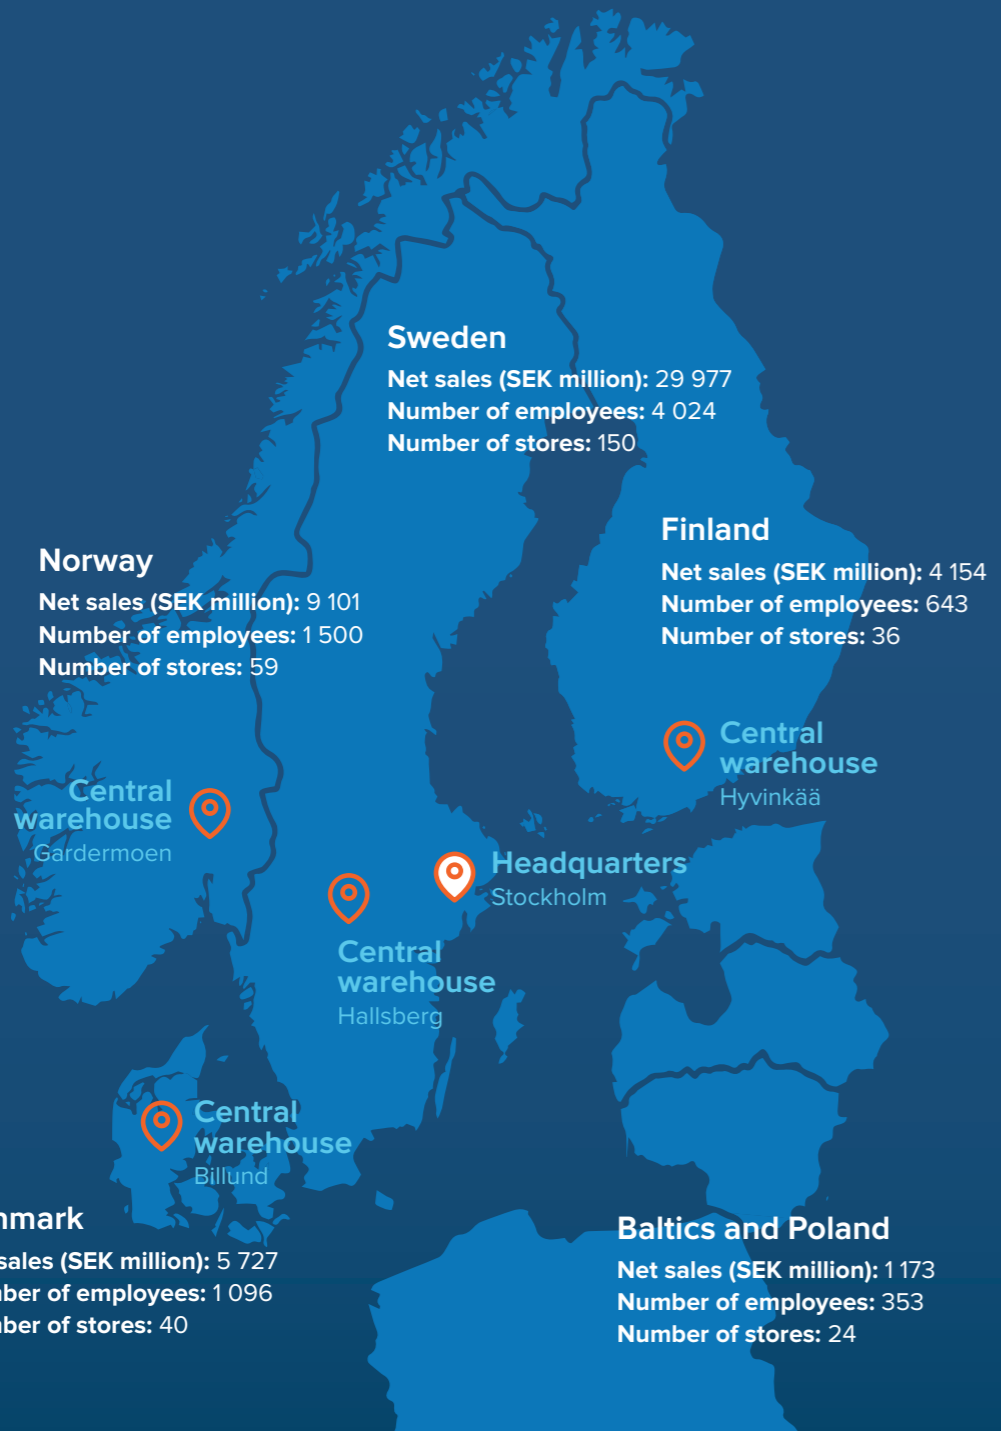 Sweden
Net sales (SEK million): 29 977
Number of employees: 4 024
Number of stores: 150
Finland
Net sales (SEK million): 4 154
Number of employees: 643
Number of stores: 36
Norway
Net sales (SEK million): 9 101
Number of employees: 1 500
Number of stores: 59
Central
warehouse
Hyvinkää
Central
warehouse
Gardermoen
Headquarters
Stockholm
Central
warehouse
Hallsberg
Central
warehouse
Billund
nmark
sales (SEK million): 5 727
ber of employees: 1 096
ber of stores: 40
Baltics and Poland
Net sales (SEK million): 1 173
Number of employees: 353
Number of stores: 24